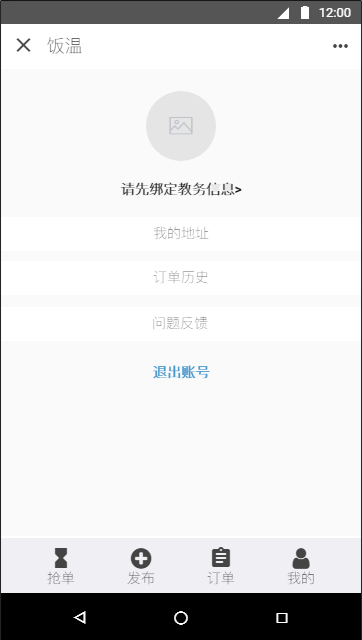 12:00
饭温
请先绑定教务信息>
我的地址
订单历史
问题反馈
退出账号
抢单 发布 订单 我的